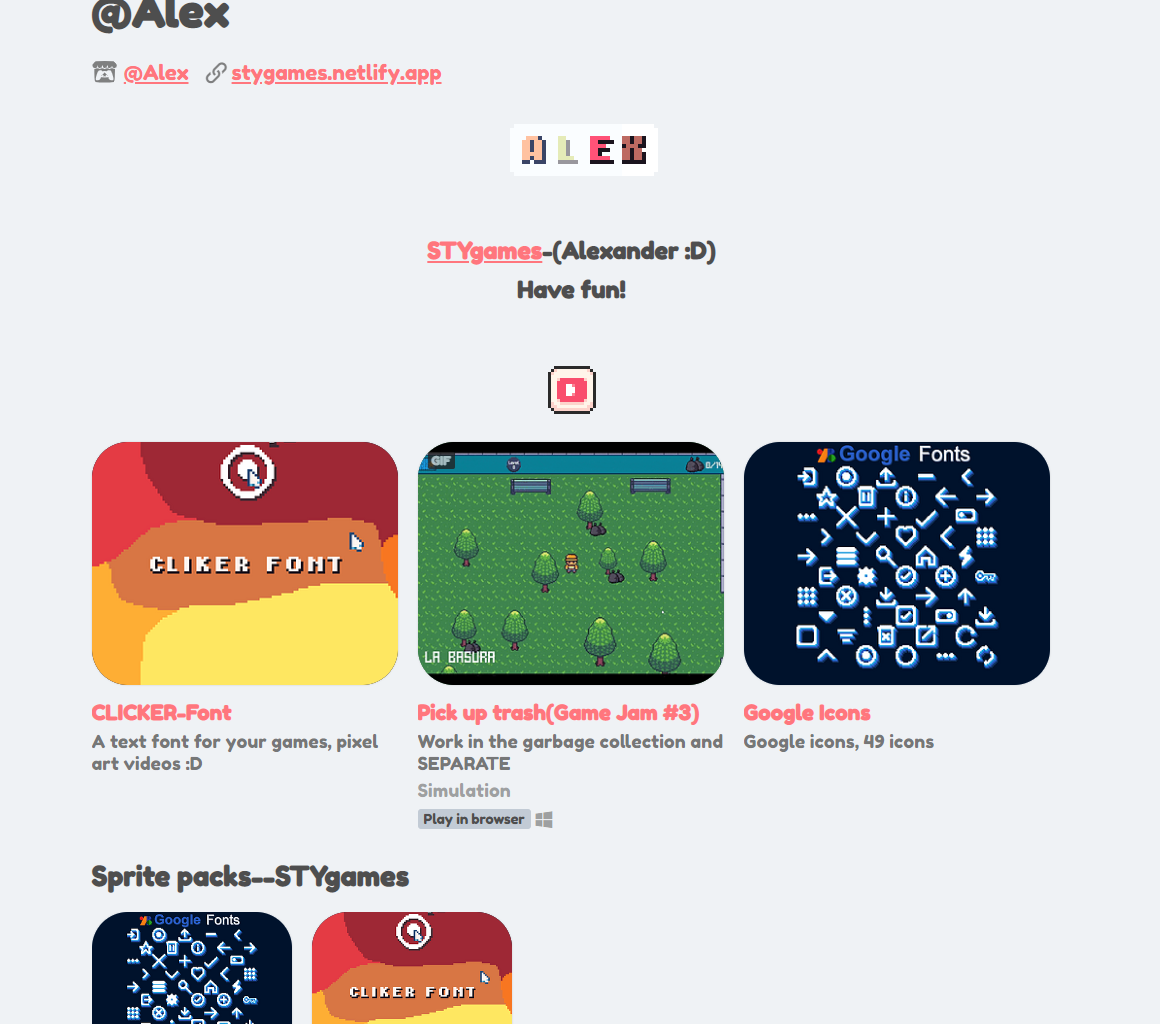 @Alex
@Alex stygames.netlify.app
ALEX
STYgames-(Alexander :D)
Have fun!
D
CLIKER FONT
GIF
LA BASURA
Google Fonts
CLICKER-Font
A text font for your games, pixel
art videos :D
Pick up trash(Game Jam #3)
Work in the garbage collection and
SEPARATE
Simulation
Play in browser
Google Icons
Google icons, 49 icons
Sprite packs--STYgames
Google Fonts
CLIKER FONT